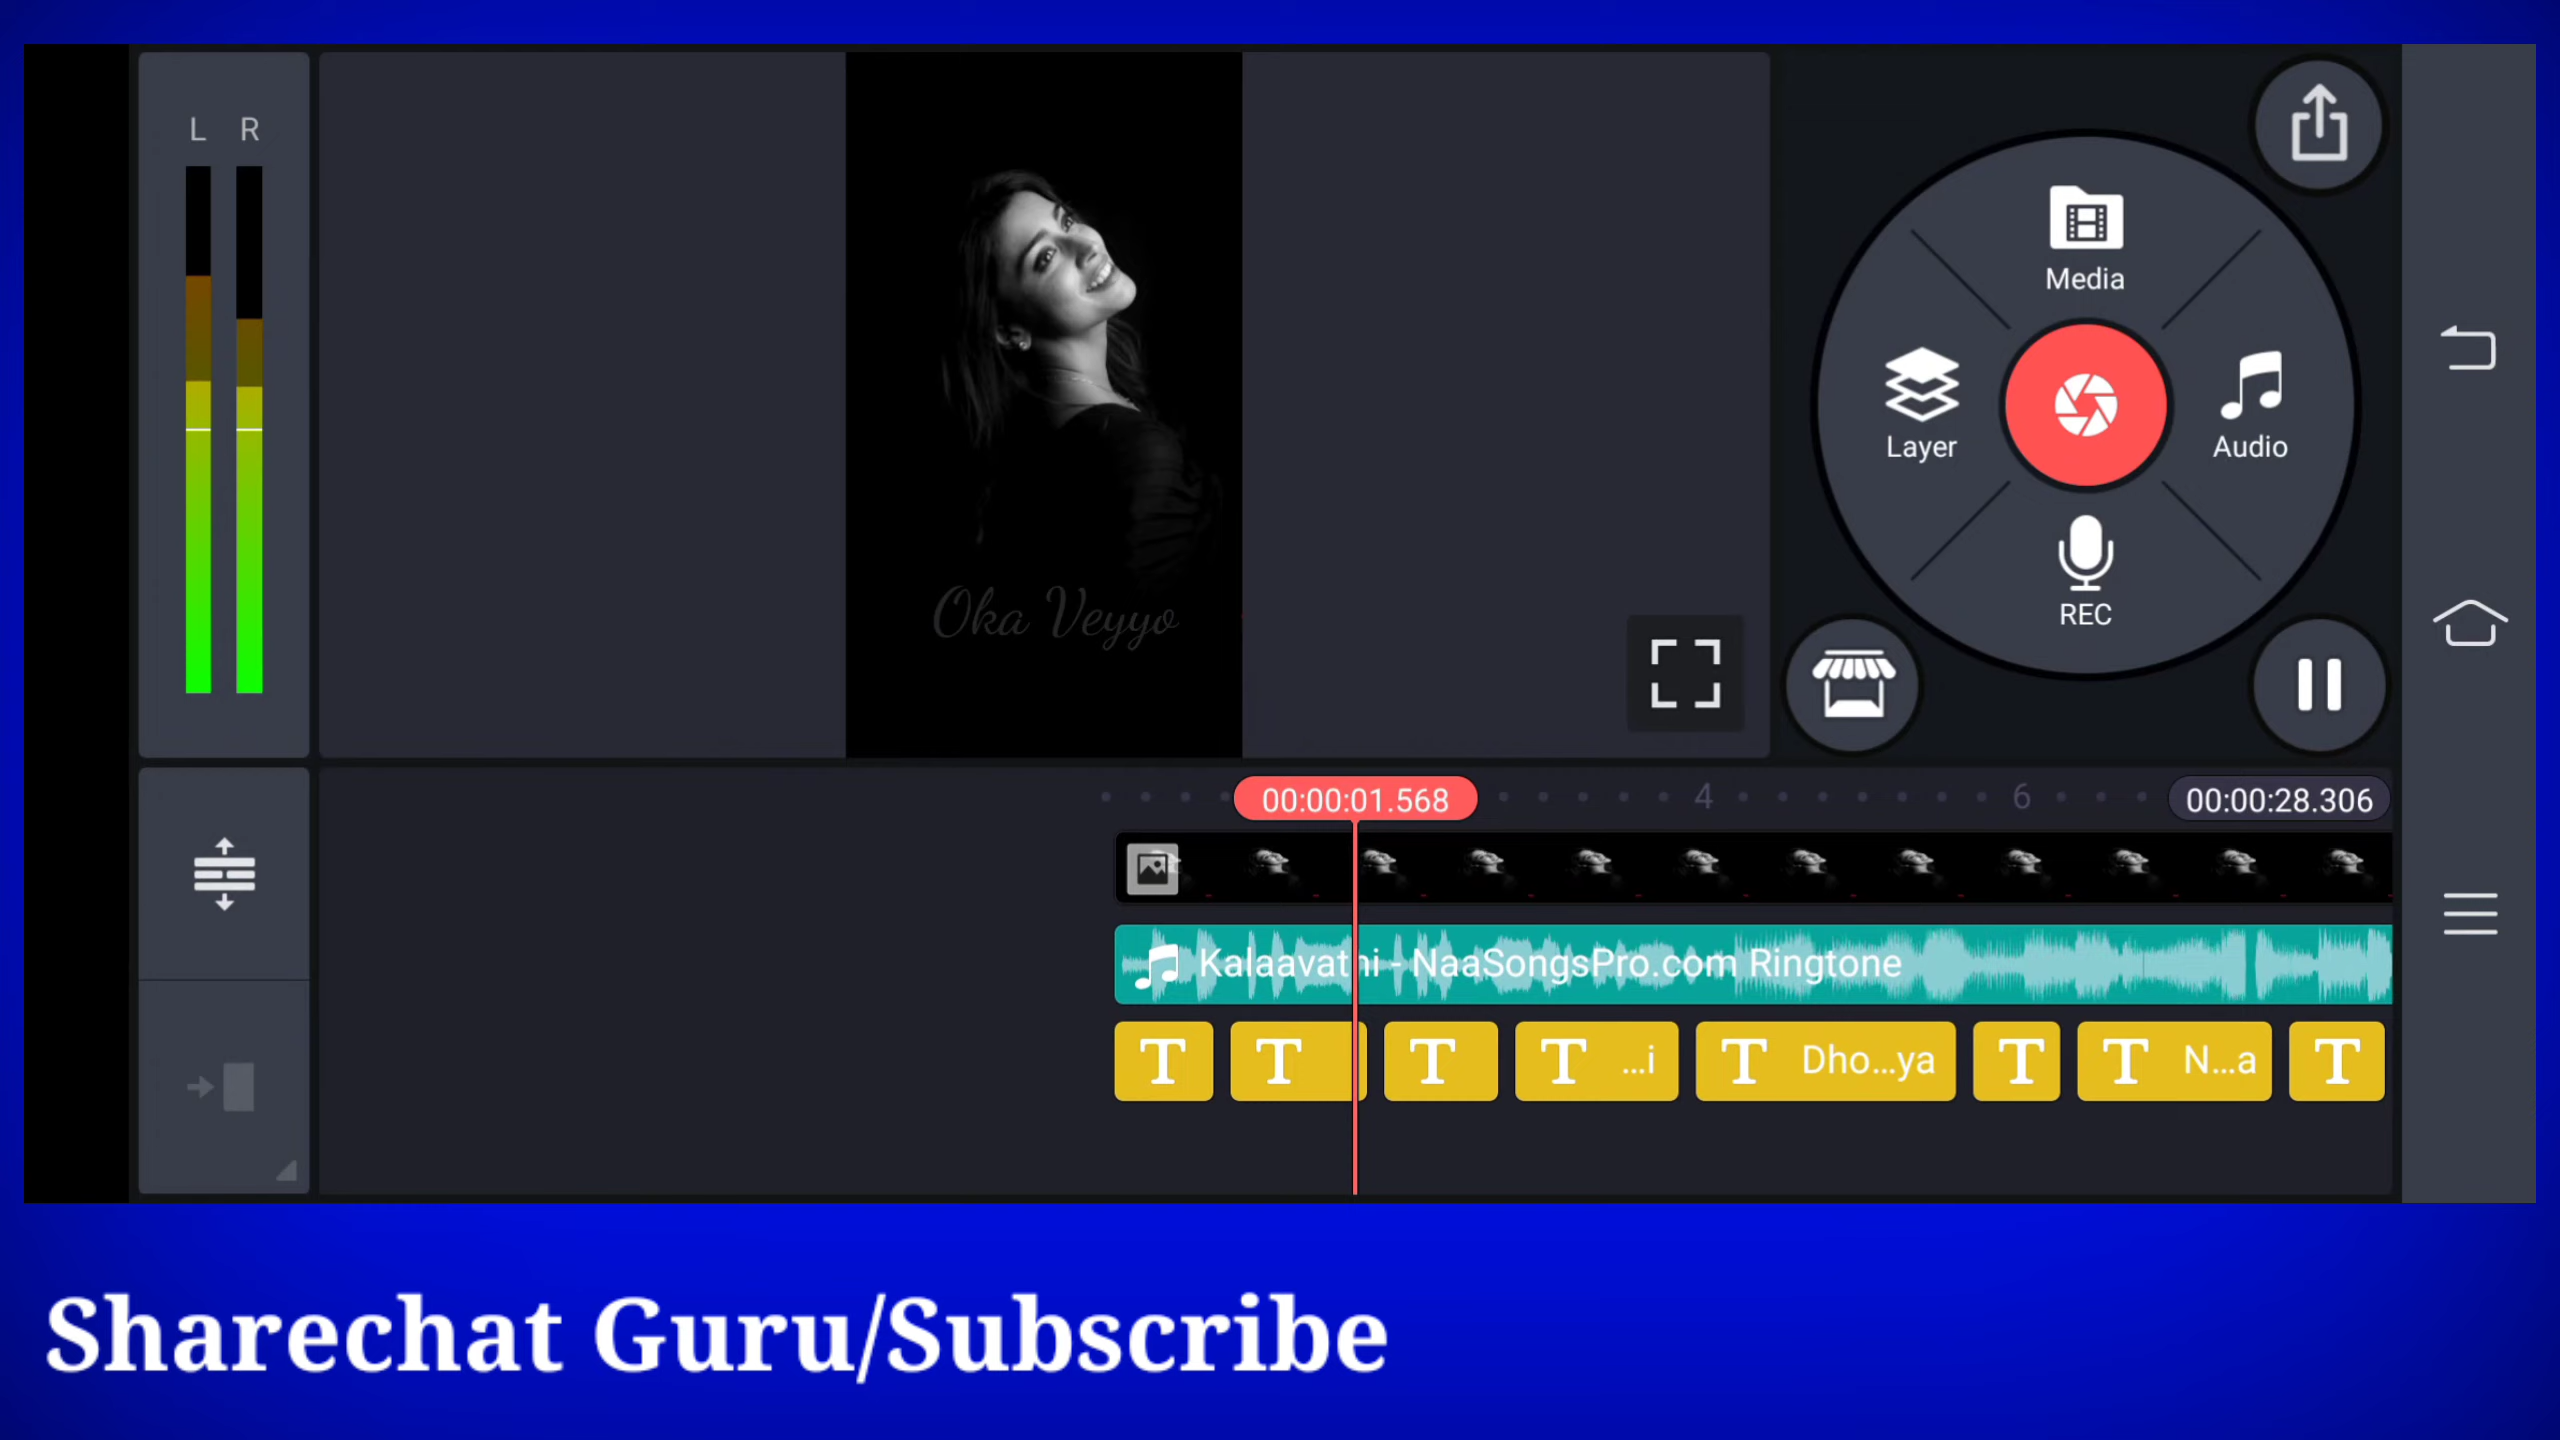 L R
Media
Layer
Audio
REC
Oka Veyyo
00:00:01.568
4
6
00:00:28.306
Kalaavathi - NaaSongsPro.com Ringtone
T T T T ...i T Dho...ya T T N...a T
Sharechat Guru/Subscribe